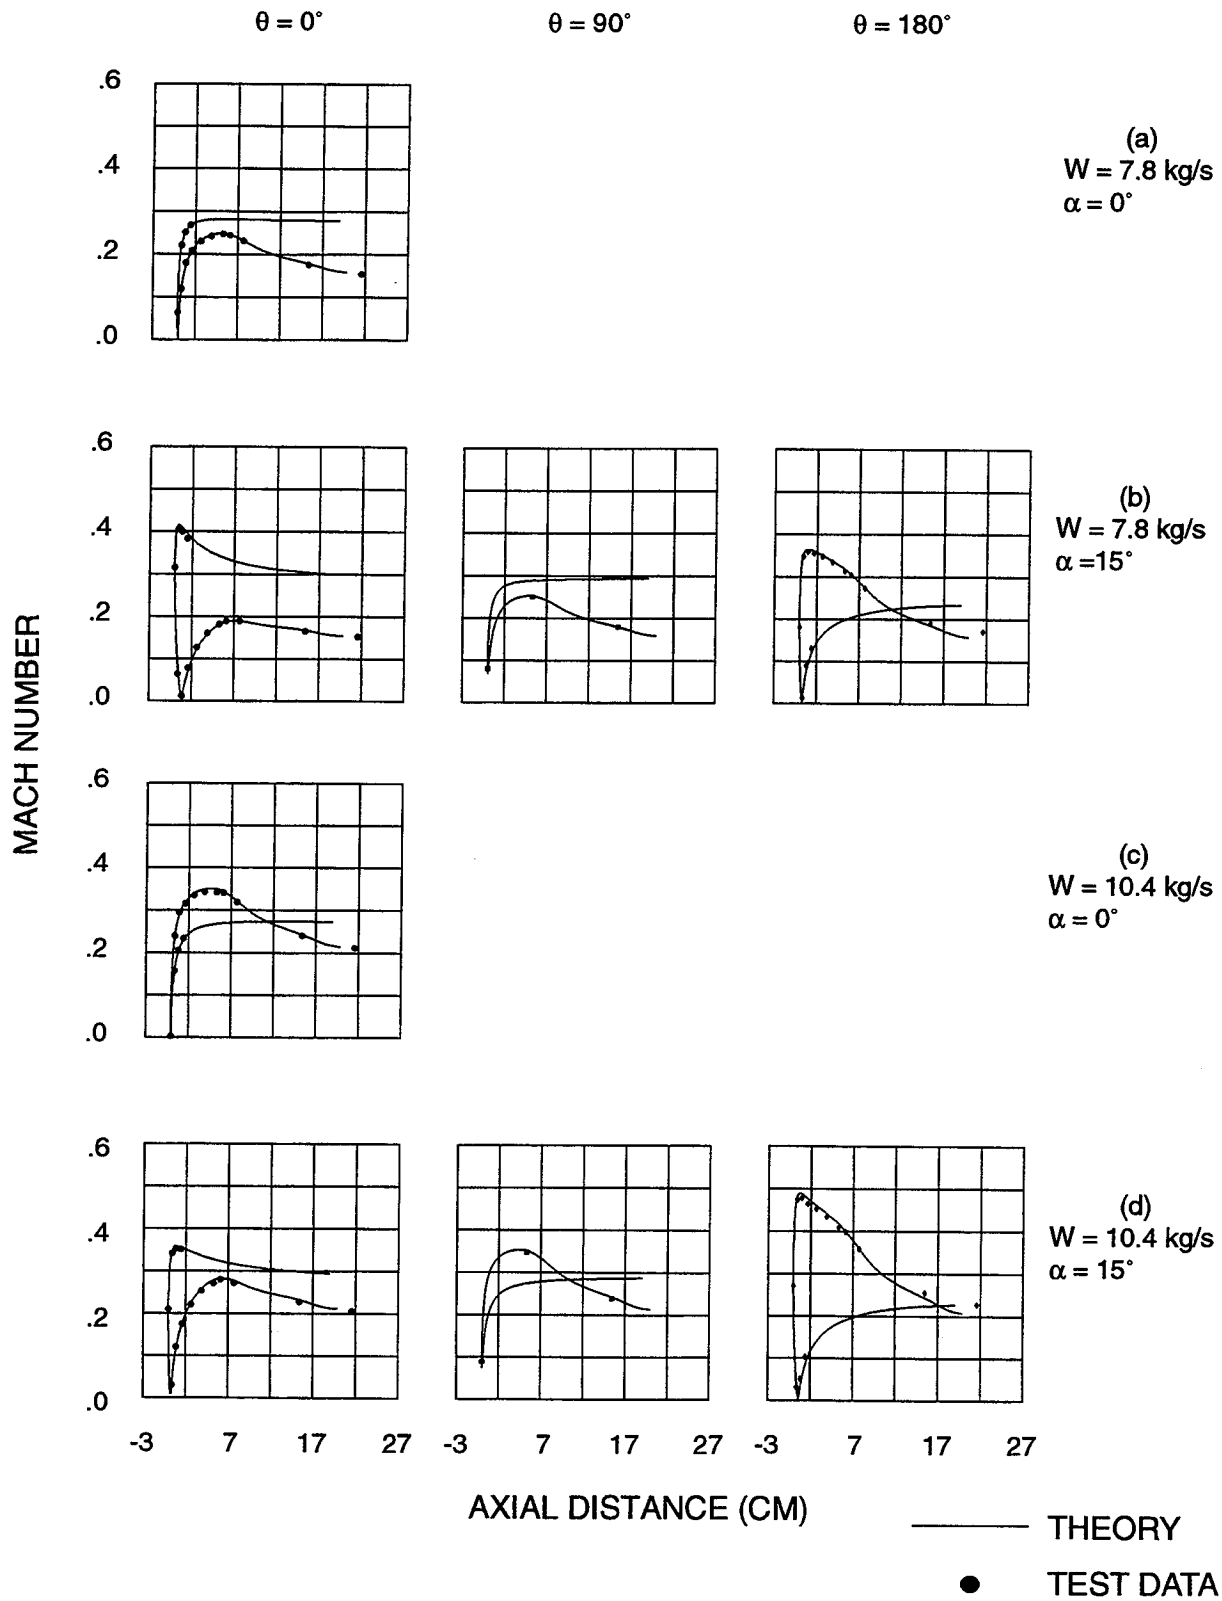 θ = 0° θ = 90° θ = 180°
.6
.4
.2
.0
(a)
W = 7.8 kg/s
α = 0°
.6
.4
.2
.0
(b)
W = 7.8 kg/s
α =15°
MACH NUMBER
.6
.4
.2
.0
(c)
W = 10.4 kg/s
α = 0°
.6
.4
.2
.0
(d)
W = 10.4 kg/s
α = 15°
-3 7 17 27 -3 7 17 27 -3 7 17 27
AXIAL DISTANCE (CM)
THEORY
TEST DATA